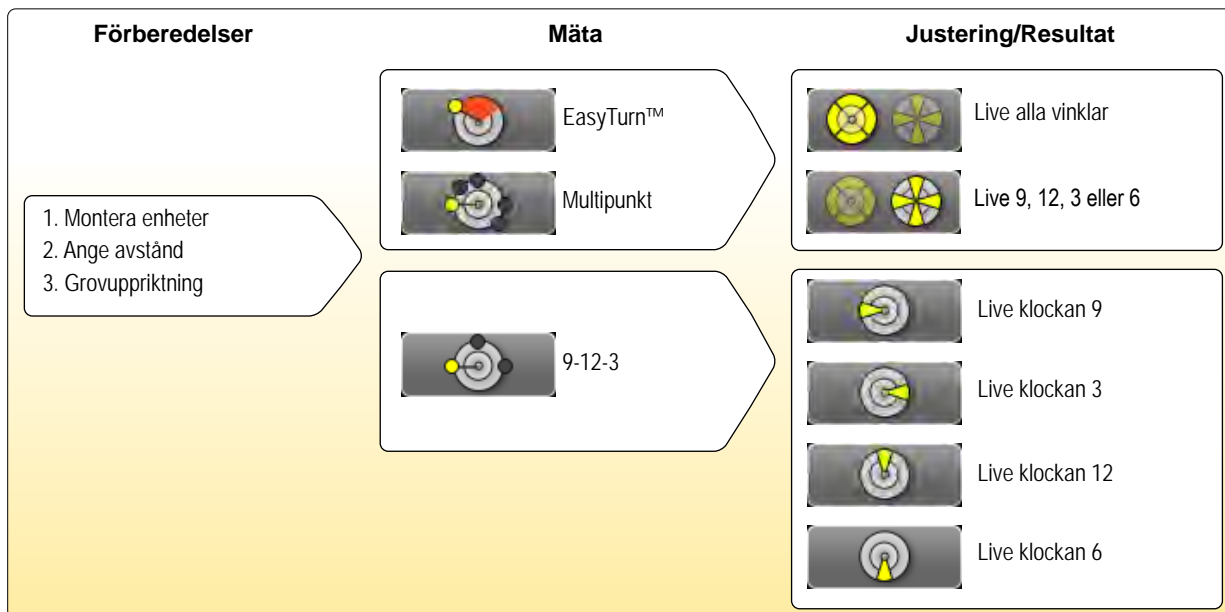 Förberedelser
Mäta
Justering/Resultat
1. Montera enheter
2. Ange avstånd
3. Grovuppriktning
EasyTurn™
Multipunkt
9-12-3
Live alla vinklar
Live 9, 12, 3 eller 6
Live klockan 9
Live klockan 3
Live klockan 12
Live klockan 6